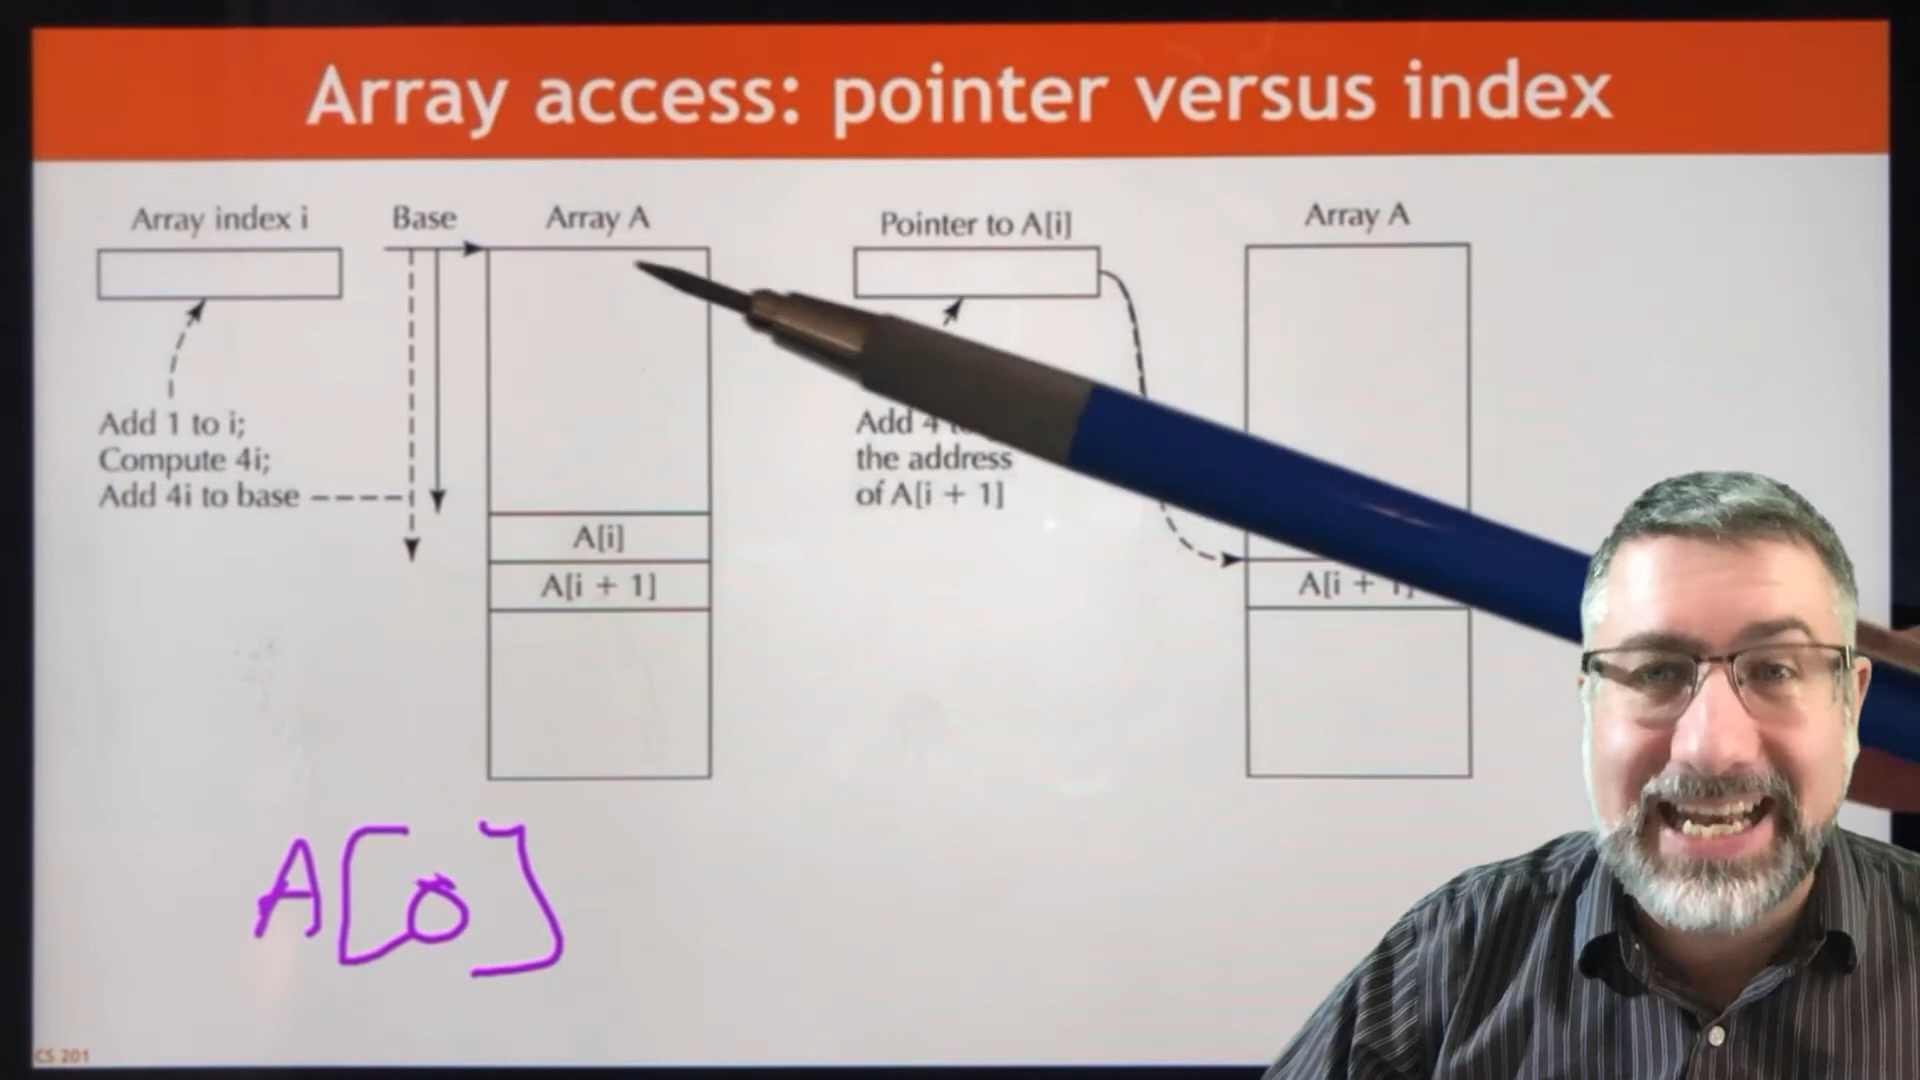 Array access: pointer versus index
Array index i
Base
Array A
Add 1 to i;
Compute 4i;
Add 4i to base
A[i]
A[i + 1]
Pointer to A[i]
Array A
Add 4
the address
of A[i + 1]
A[i + 1]
A[0]
CS 201